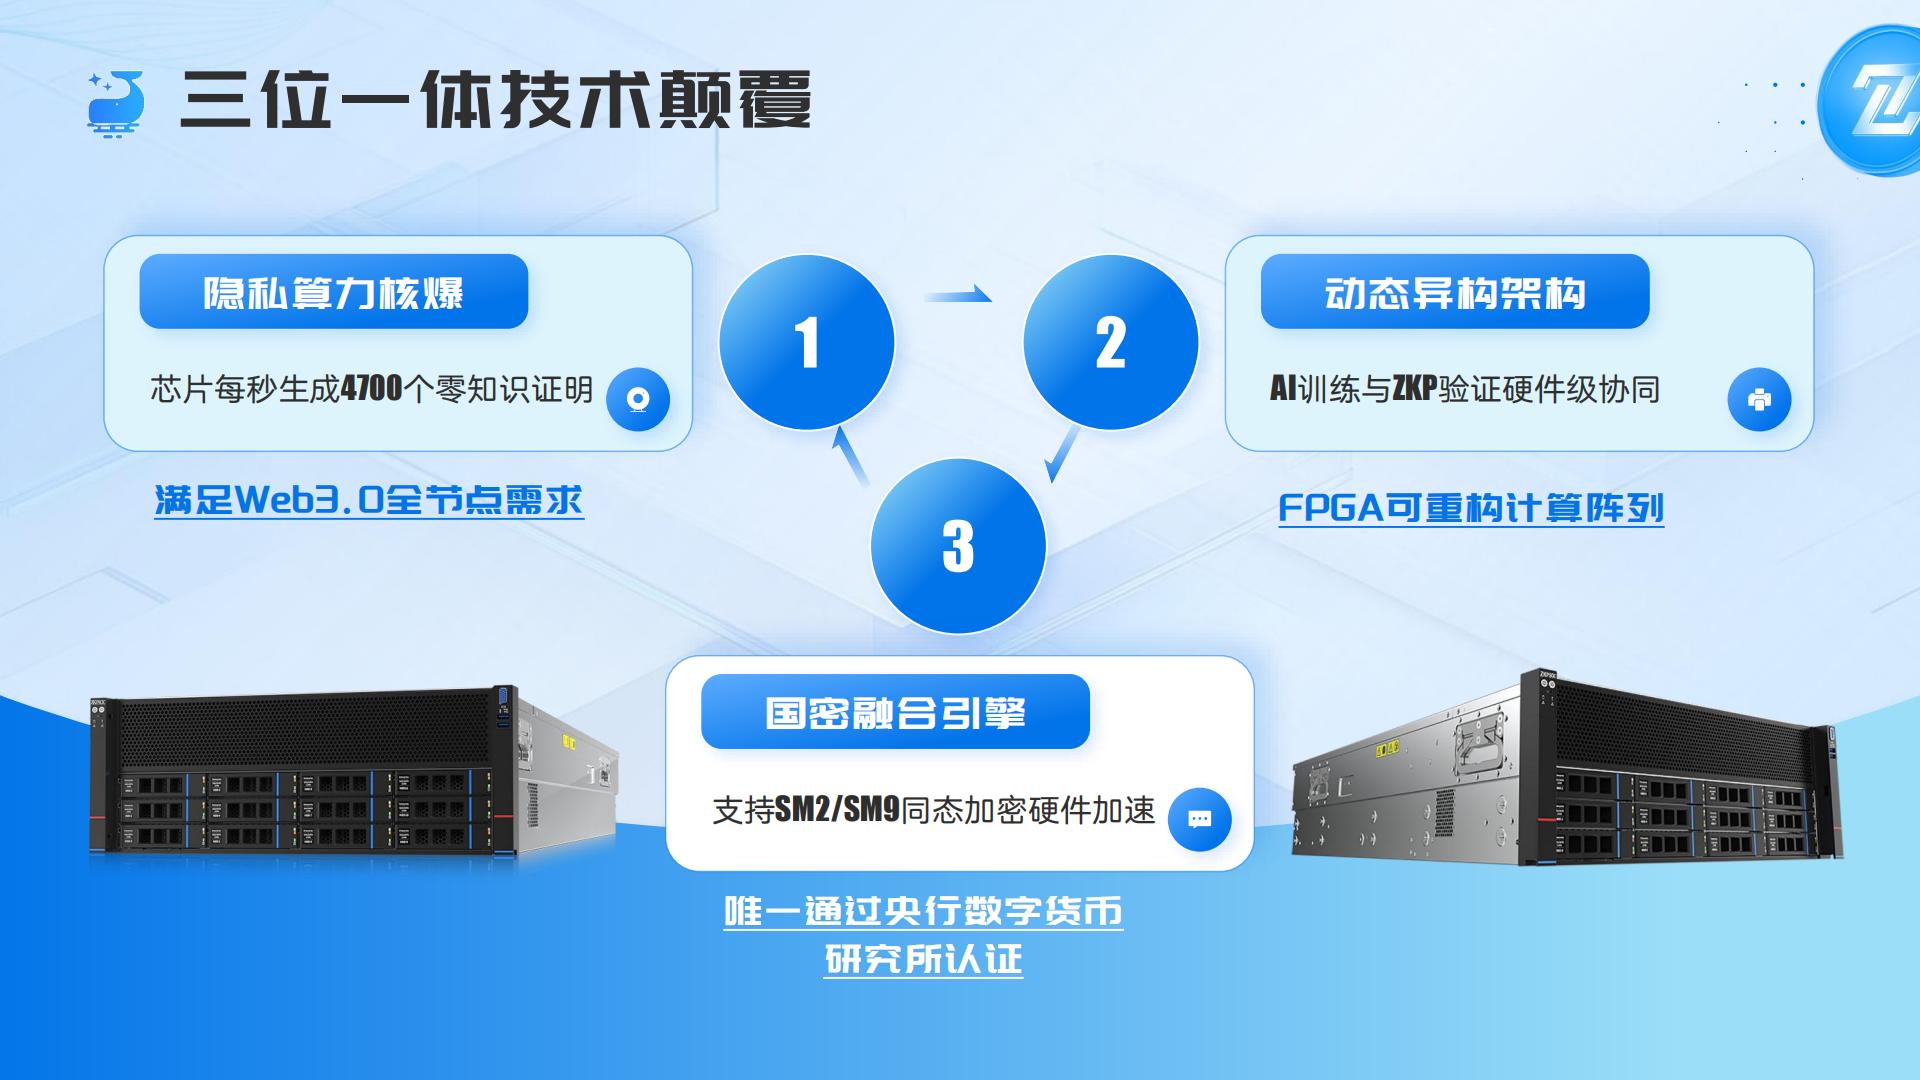 三位一体技术颠覆
隐私算力核爆
芯片每秒生成4700个零知识证明
满足Web3.0全节点需求
1
2
3
动态异构架构
AI训练与ZKP验证硬件级协同
FPGA可重构计算阵列
国密融合引擎
支持SM2/SM9同态加密硬件加速
唯一通过央行数字货币
研究所认证